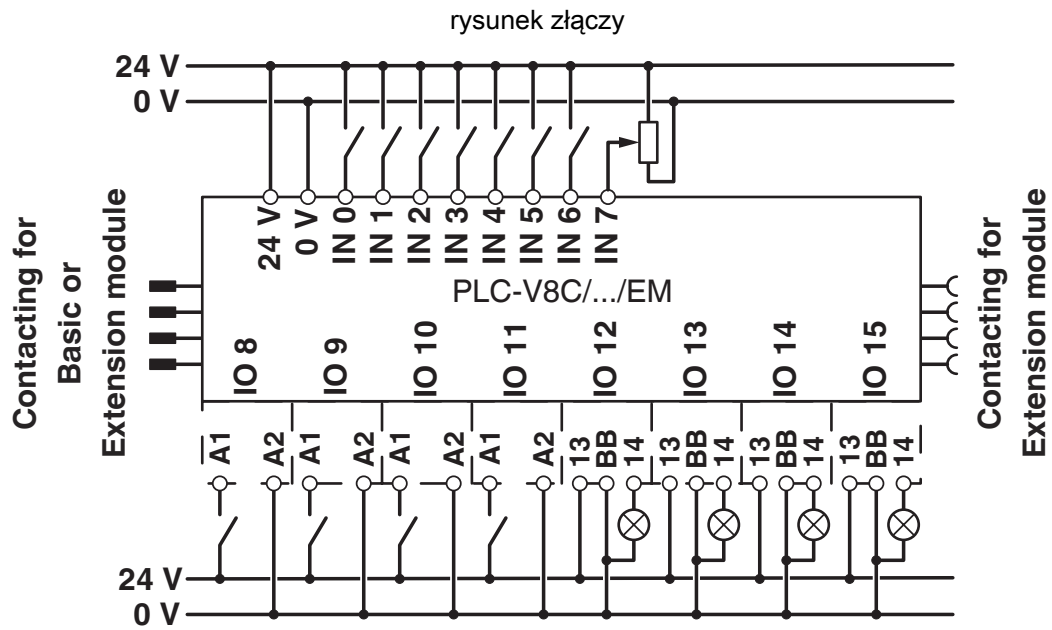 rysunek złączy
24 V
0 V
24 V
0 V
IN 0
IN 1
IN 2
IN 3
IN 4
IN 5
IN 6
IN 7
Contacting for
Basic or
Extension module
PLC-V8C/.../EM
Contacting for
Extension module
IO 8
IO 9
IO 10
IO 11
IO 12
IO 13
IO 14
IO 15
A1
A2
A1
A2
A1
A2
A1
A2
13
BB
14
13
BB
14
13
BB
14
13
BB
14
24 V
0 V